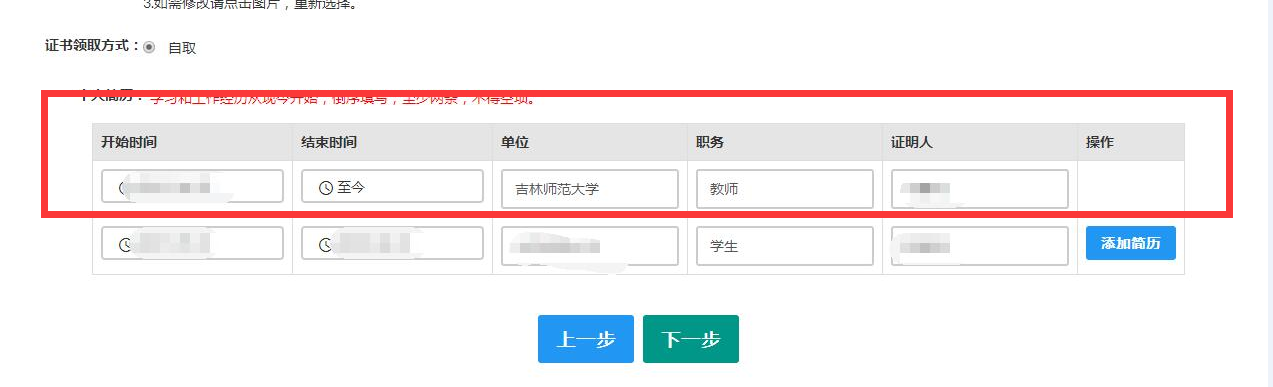 3.如需修改请点击图片，重新选择。
证书领取方式：自取
个人简历：学习和工作经历从现今开始，倒序填写，至少两条，不得空项。
开始时间 结束时间 单位 职务 证明人 操作
至今 吉林师范大学 教师
学生 添加简历
上一步 下一步